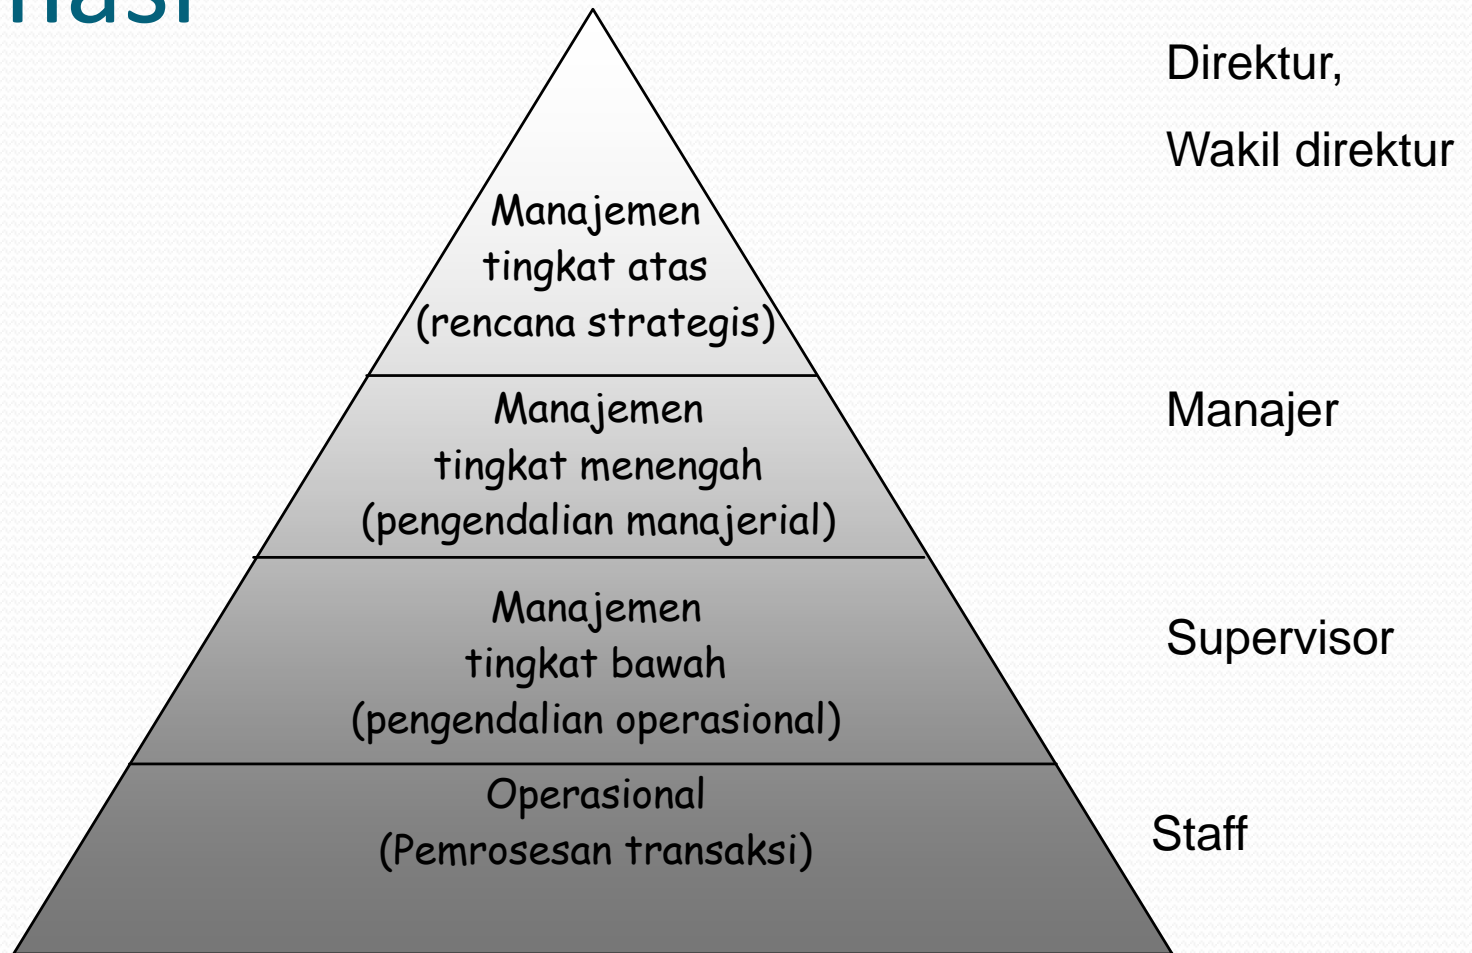 Direktur,
Wakil direktur
Manajemen
tingkat atas
(rencana strategis)
Manajer
Manajemen
tingkat menengah
(pengendalian manajerial)
Supervisor
Manajemen
tingkat bawah
(pengendalian operasional)
Staff
Operasional
(Pemrosesan transaksi)